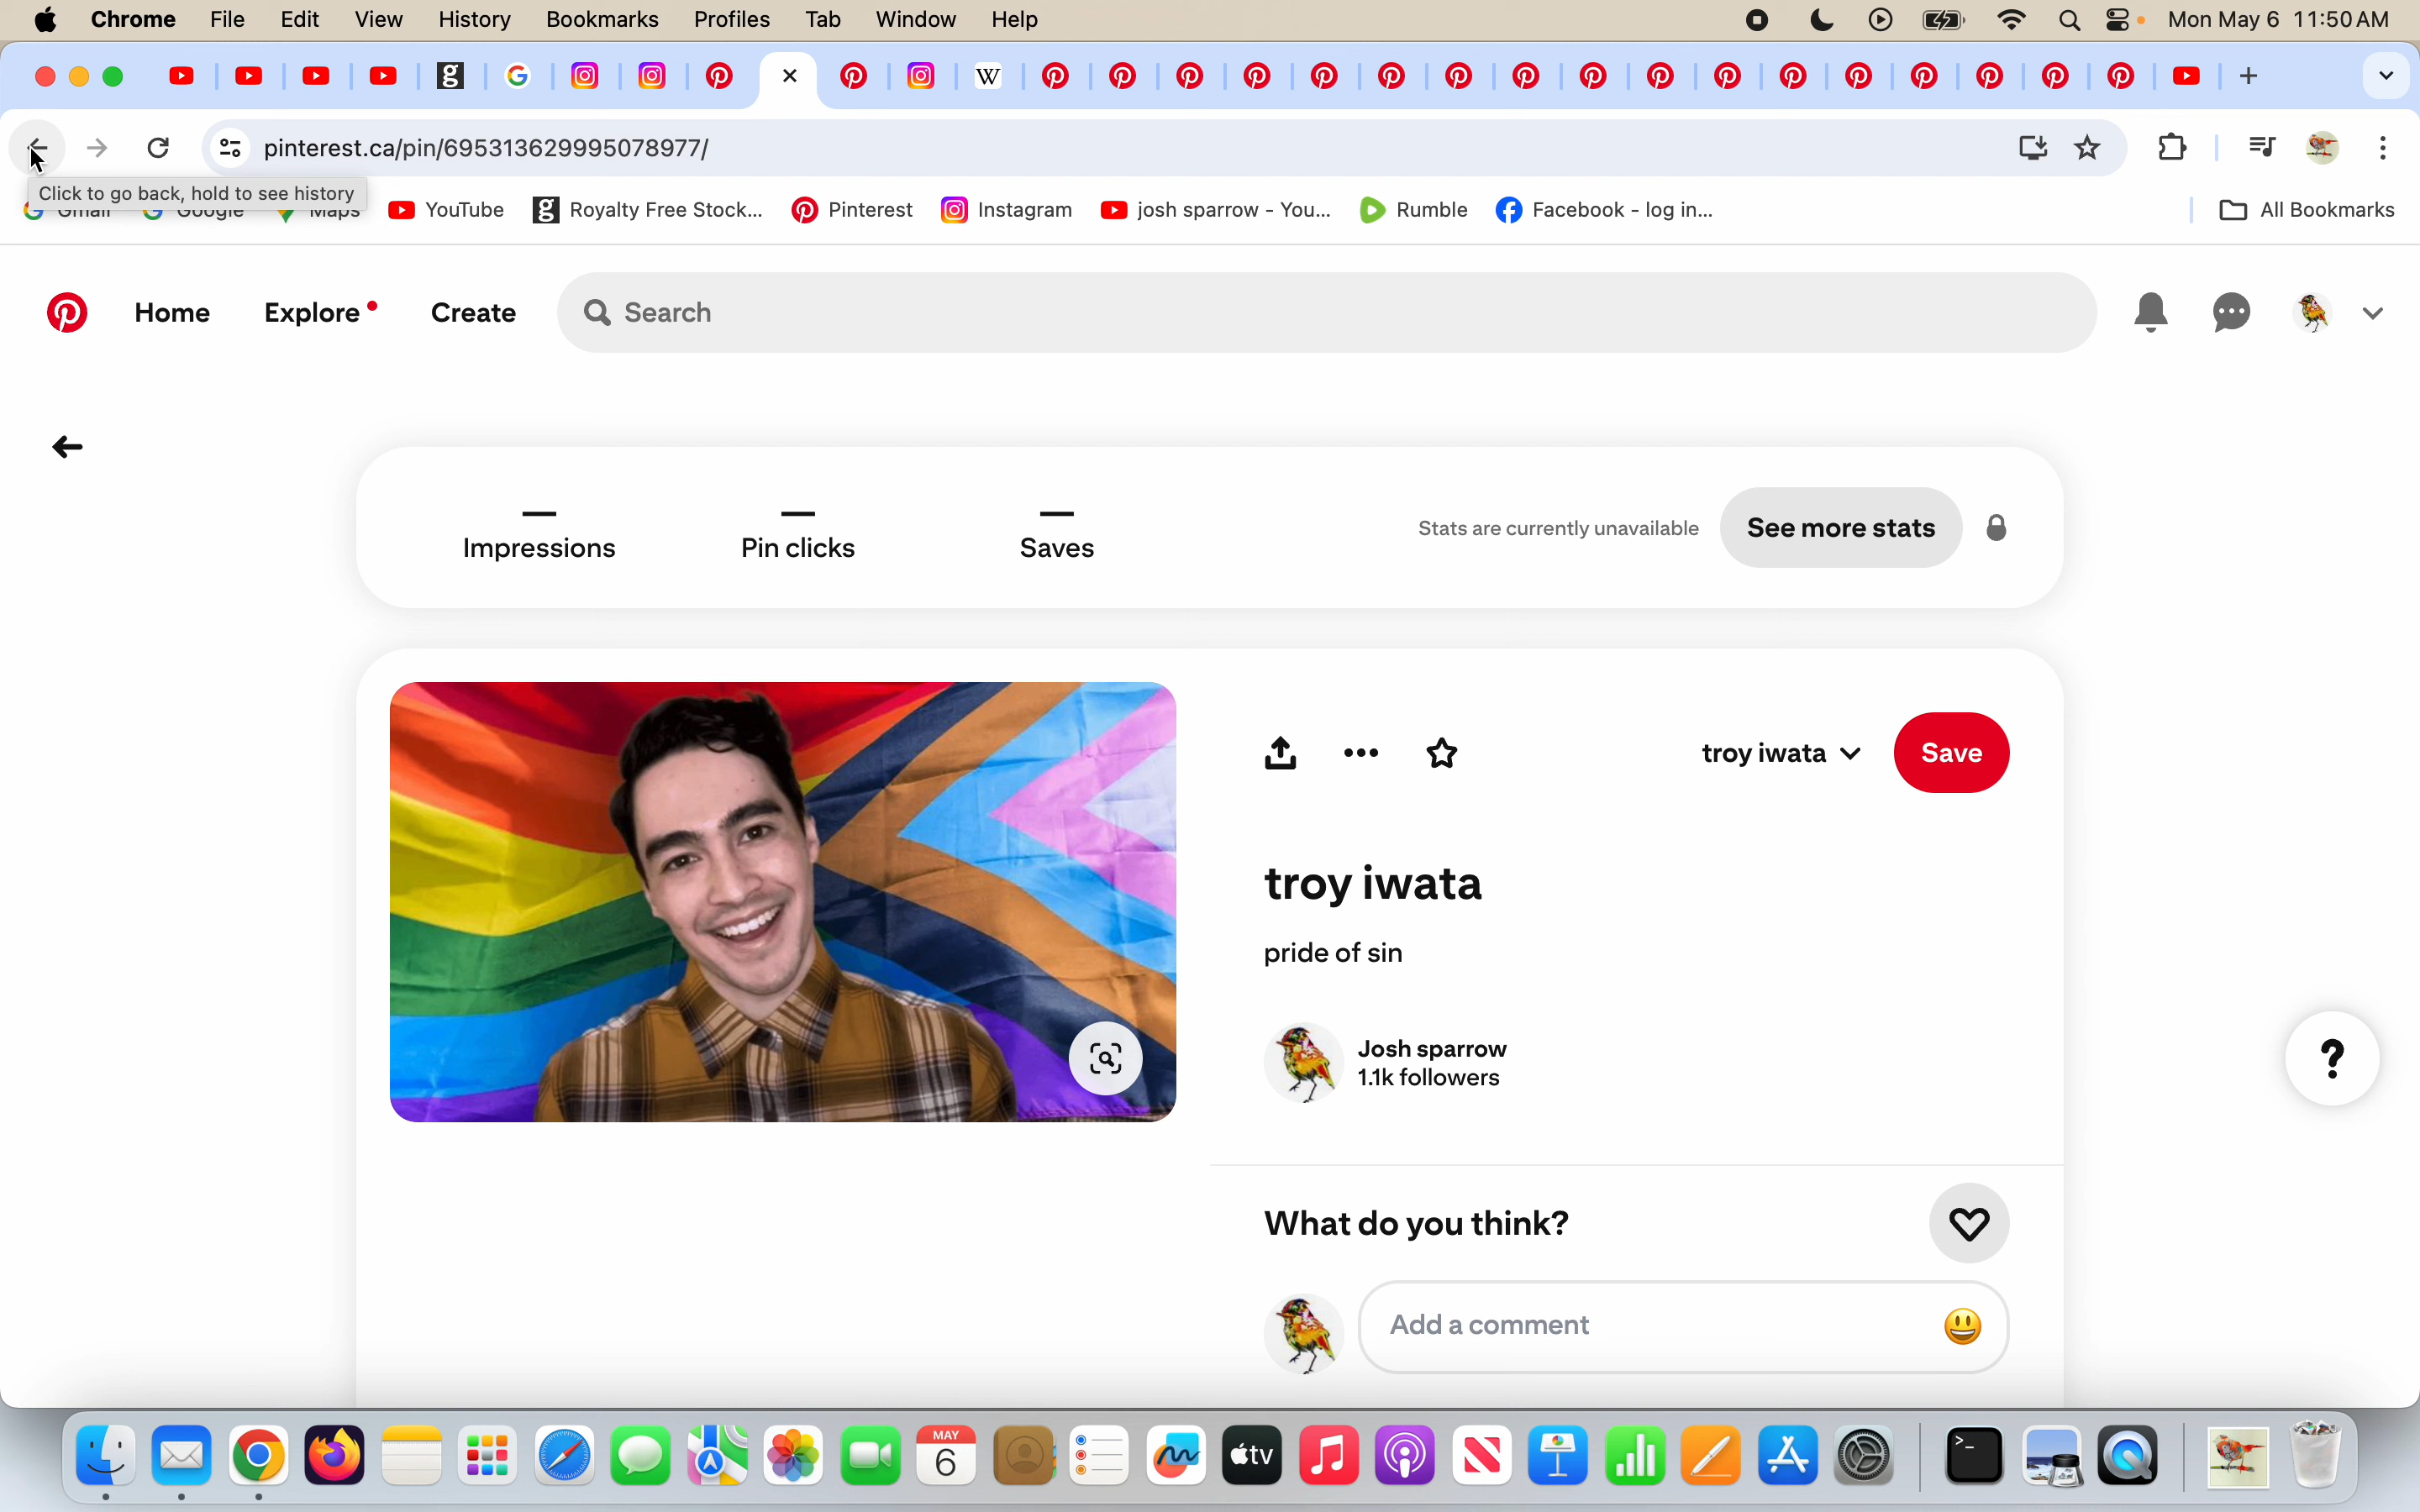 Chrome File Edit View History Bookmarks Profiles Tab Window Help Mon May 6 11:50 AM
pinterest.ca/pin/695313629995078977/
Click to go back, hold to see history
Gmail Google Maps YouTube Royalty Free Stock... Pinterest Instagram josh sparrow - You... Rumble Facebook - log in... All Bookmarks
Home Explore Create Search
Impressions Pin clicks Saves Stats are currently unavailable See more stats
troy iwata Save
troy iwata
pride of sin
Josh sparrow
1.1k followers
What do you think?
Add a comment
?
MAY
6
tv